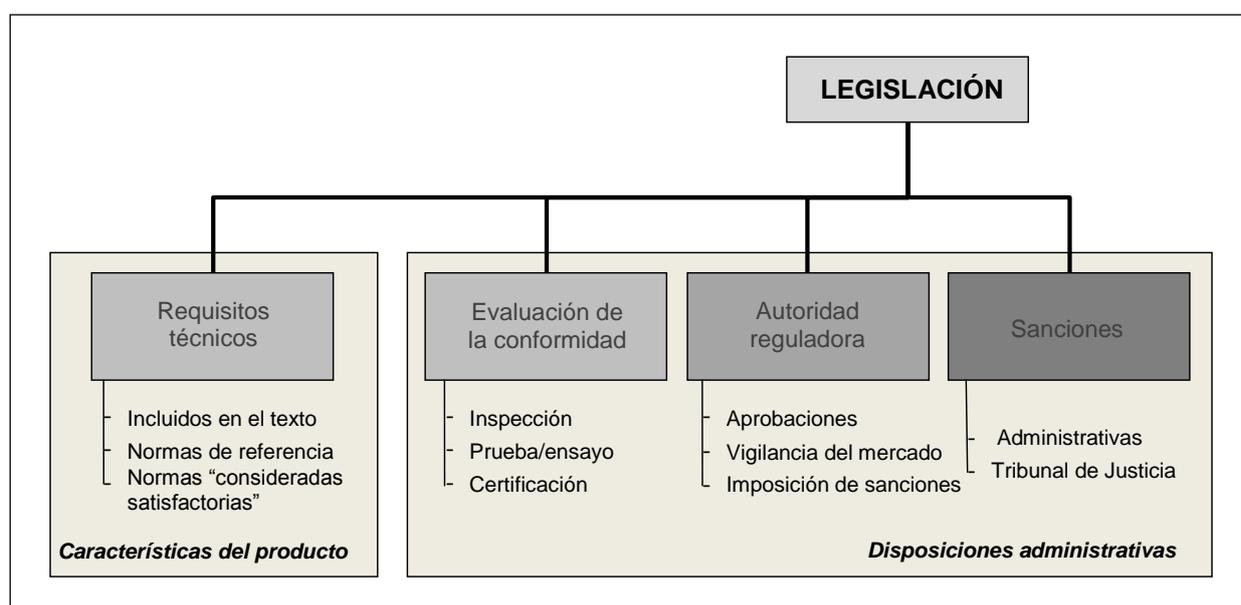 LEGISLACIÓN
Requisitos
técnicos
- Incluidos en el texto
- Normas de referencia
- Normas “consideradas
satisfactorias”
Características del producto
Evaluación de
la conformidad
- Inspección
- Prueba/ensayo
- Certificación
Autoridad
reguladora
- Aprobaciones
- Vigilancia del mercado
- Imposición de sanciones
Sanciones
- Administrativas
- Tribunal de Justicia
Disposiciones administrativas